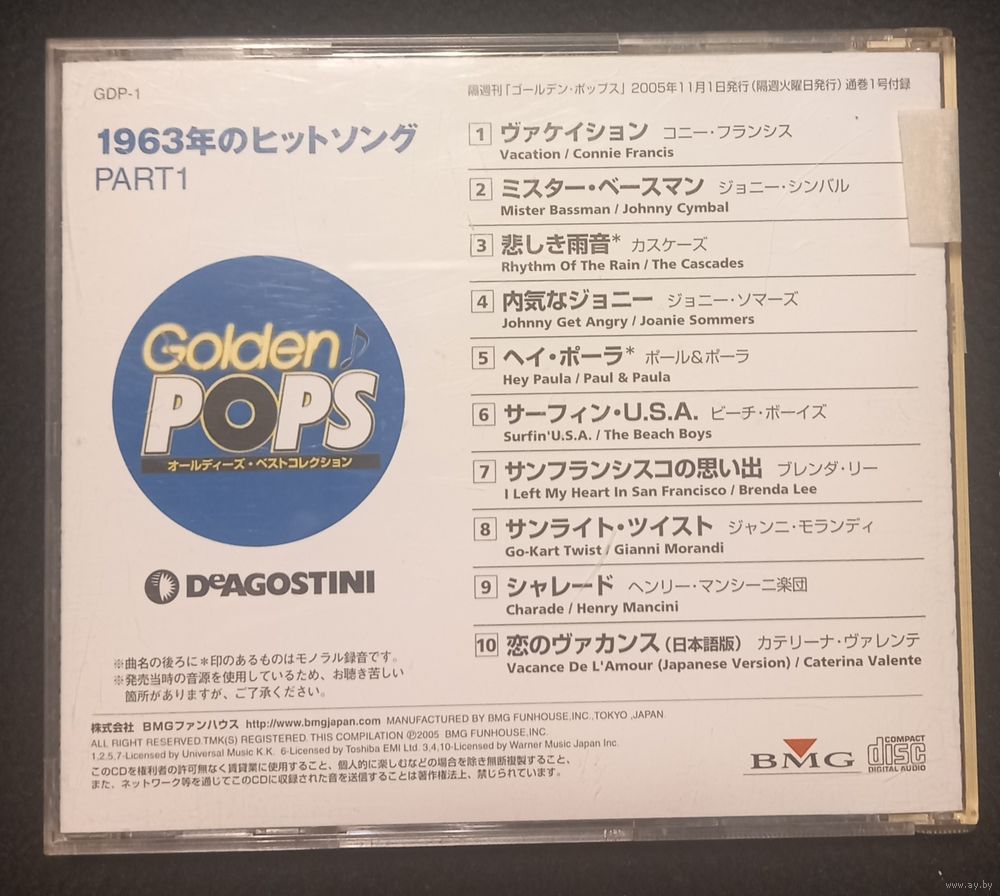 GDP-1
隔週刊「ゴールデン・ポップス」2005年11月1日発行（隔週火曜日発行）通巻1号付録
1963年のヒットソング
PART1
1 ヴァケイション コニー・フランシス
Vacation / Connie Francis
2 ミスター・ベースマン ジョニー・シンバル
Mister Bassman / Johnny Cymbal
3 悲しき雨音* カスケーズ
Rhythm Of The Rain / The Cascades
4 内気なジョニー ジョニー・ソマーズ
Johnny Get Angry / Joanie Sommers
5 ヘイ・ポーラ* ポール&ポーラ
Hey Paula / Paul & Paula
6 サーフィン・U.S.A. ビーチ・ボーイズ
Surfin'U.S.A. / The Beach Boys
7 サンフランシスコの思い出 ブレンダ・リー
I Left My Heart In San Francisco / Brenda Lee
8 サンライト・ツイスト ジャンニ・モランディ
Go-Kart Twist / Gianni Morandi
9 シャレード ヘンリー・マンシーニ楽団
Charade / Henry Mancini
10 恋のヴァカンス（日本語版） カテリーナ・ヴァレンテ
Vacance De L'Amour (Japanese Version) / Caterina Valente
Golden
POPS
オールディーズ・ベストコレクション
DeAGOSTINI
※曲名の後ろに＊印のあるものはモノラル録音です。
※発売当時の音源を使用しているため、お聴き苦しい
箇所がありますが、ご了承ください。
株式会社 BMGファンハウス http://www.bmgjapan.com MANUFACTURED BY BMG FUNHOUSE,INC.,TOKYO ,JAPAN.
ALL RIGHT RESERVED.TMK(S) REGISTERED. THIS COMPILATION ℗2005 BMG FUNHOUSE,INC.
1,2,5,7-Licensed by Universal Music K.K. 6-Licensed by Toshiba EMI Ltd. 3,4,10-Licensed by Warner Music Japan Inc.
このCDを権利者の許可無くて賃貸業に使用すること、個人的に楽しむなどの場合を除き無断複製すること、
また、ネットワーク等を通じてこのCDに収録された音を送信することは著作権法上、禁じられています。
BMG
COMPACT
disc
DIGITAL AUDIO
www.ay.by